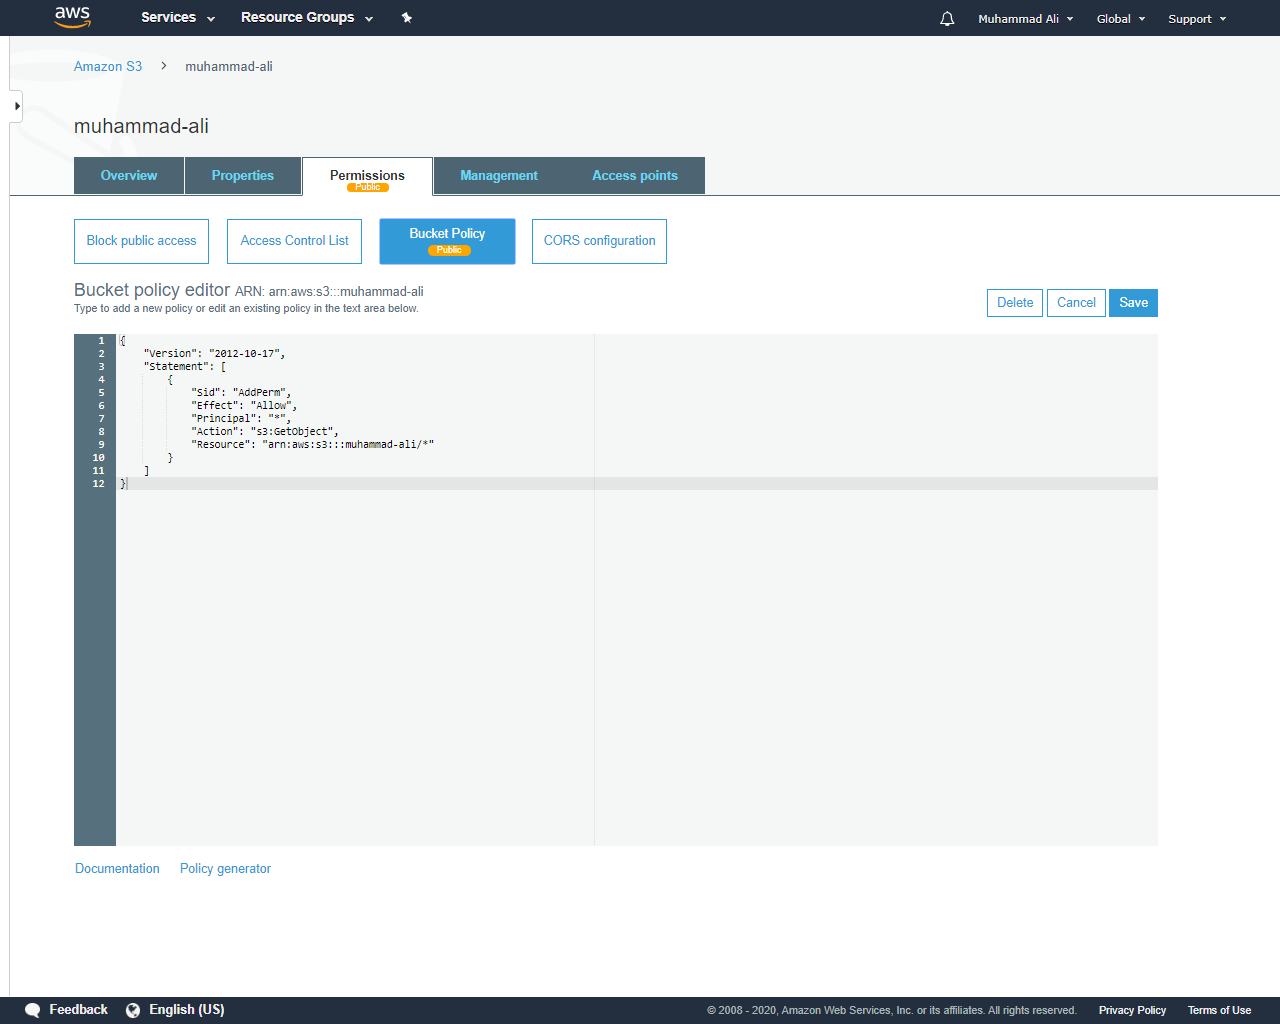 aws Services Resource Groups Muhammad Ali Global Support
Amazon S3 > muhammad-ali
muhammad-ali
Overview Properties Permissions Management Access points
Public
Block public access Access Control List Bucket Policy CORS configuration
Public
Bucket policy editor ARN: arn:aws:s3:::muhammad-ali
Type to add a new policy or edit an existing policy in the text area below.
Delete Cancel Save
1 {
2 "Version": "2012-10-17",
3 "Statement": [
4 {
5 "Sid": "AddPerm",
6 "Effect": "Allow",
7 "Principal": "*",
8 "Action": "s3:GetObject",
9 "Resource": "arn:aws:s3:::muhammad-ali/*"
10 }
11 ]
12 }
Documentation Policy generator
Feedback English (US) © 2008 - 2020, Amazon Web Services, Inc. or its affiliates. All rights reserved. Privacy Policy Terms of Use